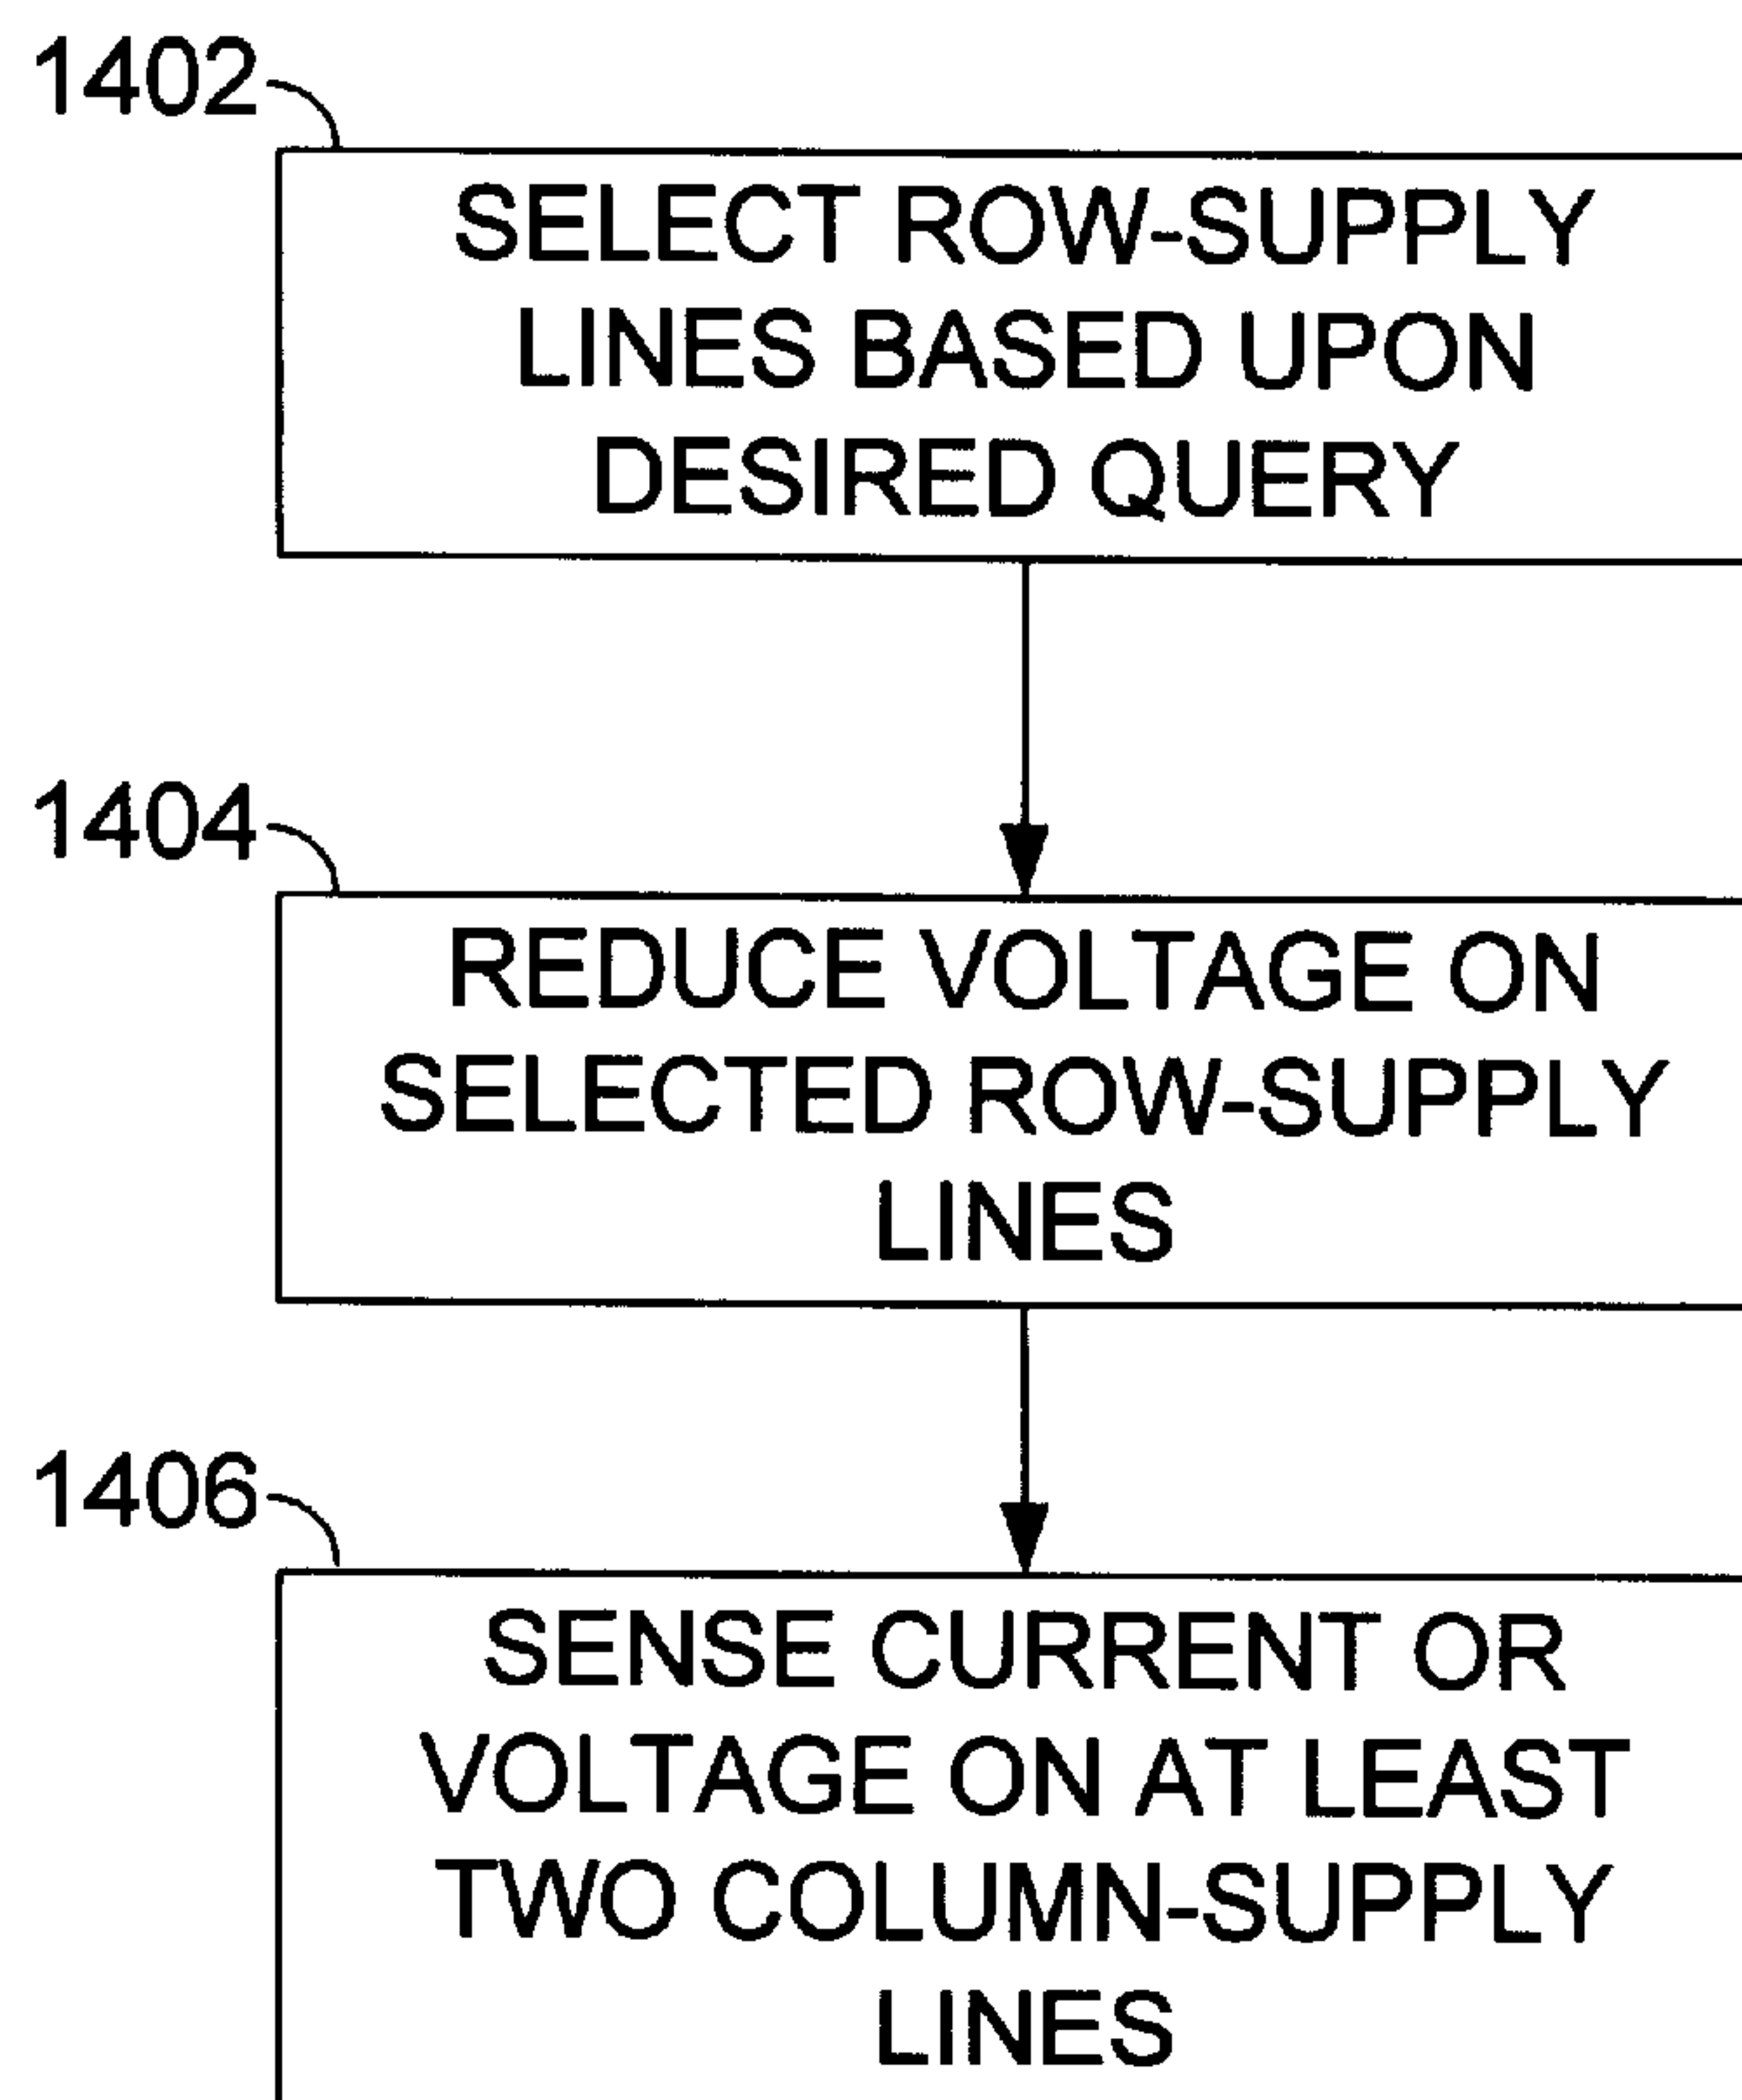 1402
SELECT ROW-SUPPLY
LINES BASED UPON
DESIRED QUERY
1404
REDUCE VOLTAGE ON
SELECTED ROW-SUPPLY
LINES
1406
SENSE CURRENT OR
VOLTAGE ON AT LEAST
TWO COLUMN-SUPPLY
LINES